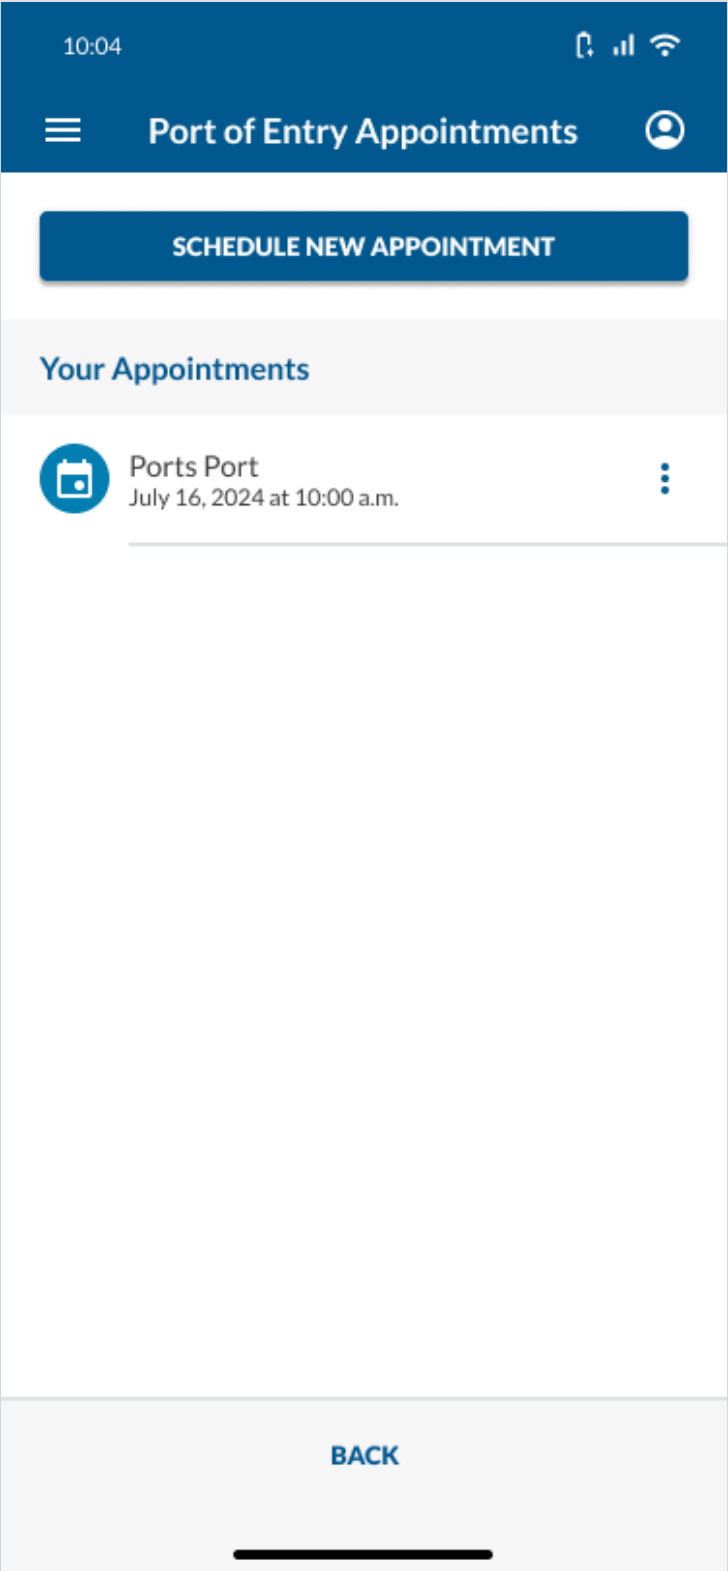 10:04
Port of Entry Appointments
SCHEDULE NEW APPOINTMENT
Your Appointments
Ports Port
July 16, 2024 at 10:00 a.m.
BACK